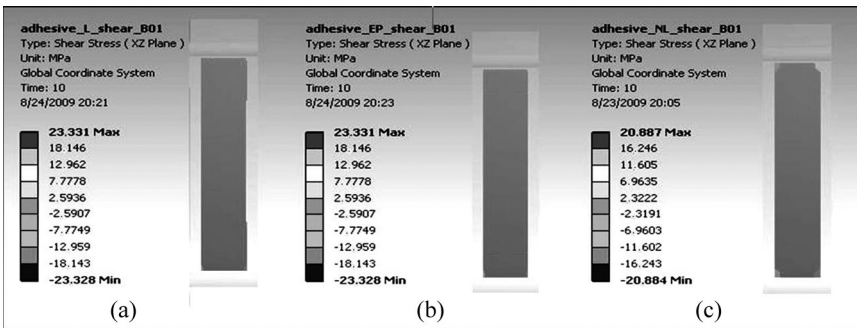 adhesive_L_shear_B01
Type: Shear Stress ( XZ Plane )
Unit: MPa
Global Coordinate System
Time: 10
8/24/2009 20:21
23.331 Max
18.146
12.962
7.7778
2.5936
-2.5907
-7.7749
-12.959
-18.143
-23.328 Min
(a)
adhesive_EP_shear_B01
Type: Shear Stress ( XZ Plane )
Unit: MPa
Global Coordinate System
Time: 10
8/24/2009 20:23
23.331 Max
18.146
12.962
7.7778
2.5936
-2.5907
-7.7749
-12.959
-18.143
-23.328 Min
(b)
adhesive_NL_shear_B01
Type: Shear Stress ( XZ Plane )
Unit: MPa
Global Coordinate System
Time: 10
8/23/2009 20:05
20.887 Max
16.246
11.605
6.9635
2.3222
-2.3191
-6.9603
-11.602
-16.243
-20.884 Min
(c)